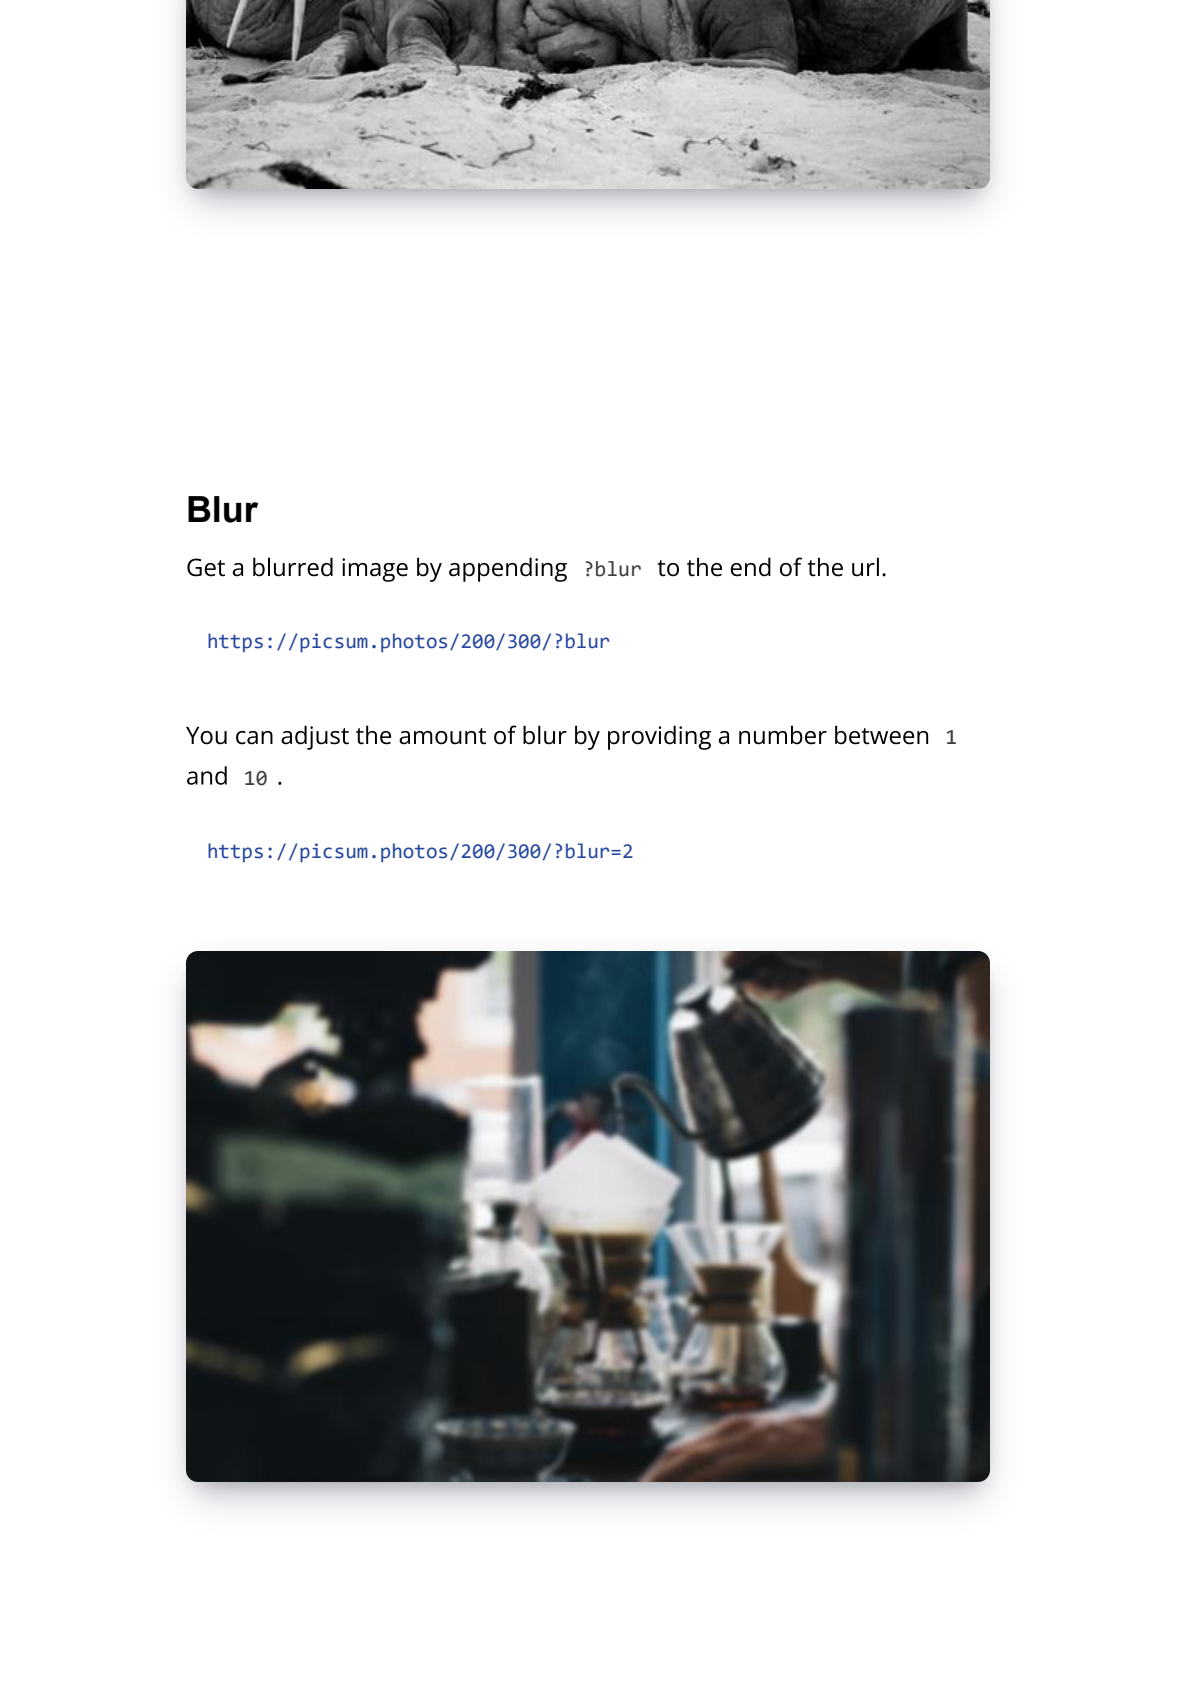 Blur
Get a blurred image by appending ?blur to the end of the url.
https://picsum.photos/200/300/?blur
You can adjust the amount of blur by providing a number between 1
and 10 .
https://picsum.photos/200/300/?blur=2